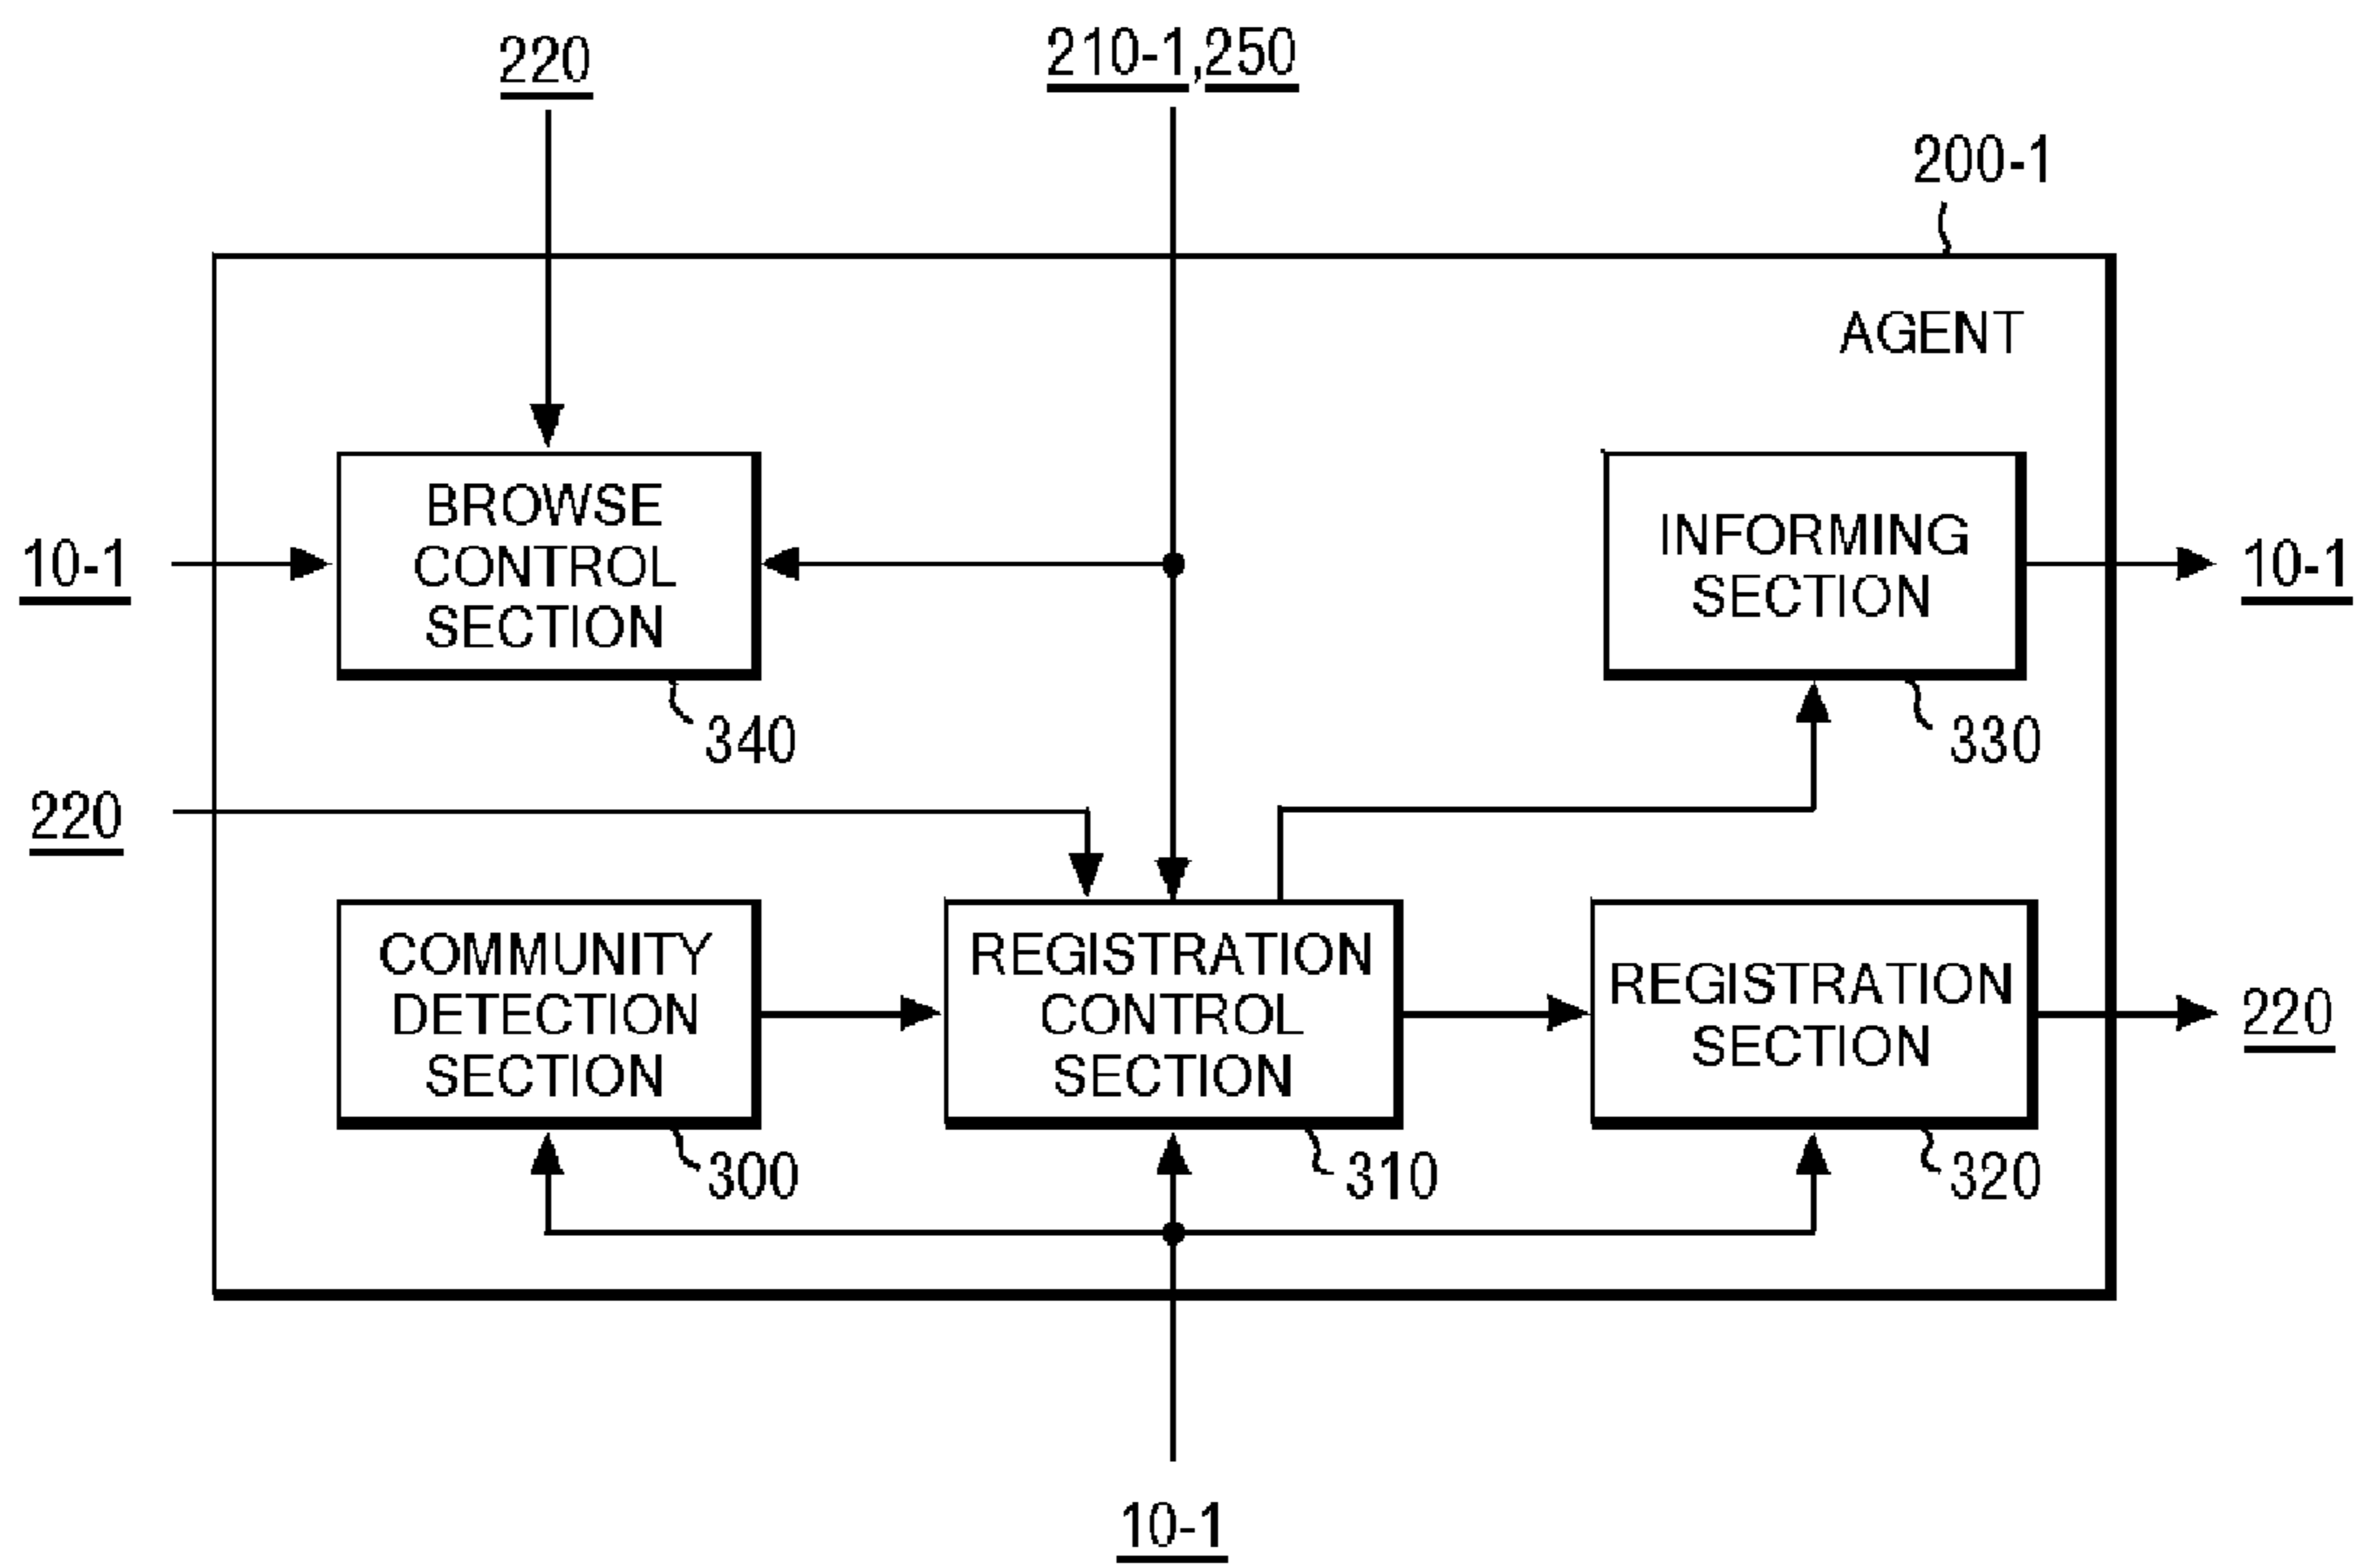 220
210-1,250
200-1
AGENT
BROWSE
CONTROL
SECTION
340
10-1
INFORMING
SECTION
330
10-1
220
COMMUNITY
DETECTION
SECTION
300
REGISTRATION
CONTROL
SECTION
310
REGISTRATION
SECTION
320
220
10-1